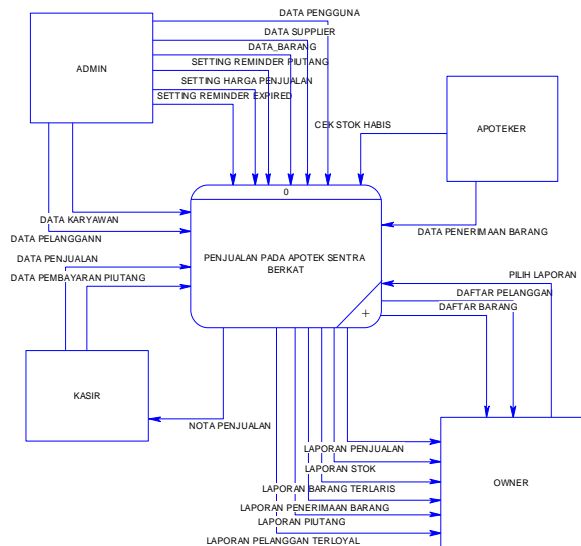 DATA PENGGUNA
DATA SUPPLIER
DATA_BARANG
SETTING REMINDER PIUTANG
SETTING HARGA PENJUALAN
SETTING REMINDER EXPIRED
ADMIN
CEK STOK HABIS
APOTEKER
0
DATA KARYAWAN
DATA PELANGGANN
DATA PENERIMAAN BARANG
DATA PENJUALAN
DATA PEMBAYARAN PIUTANG
PENJUALAN PADA APOTEK SENTRA
BERKAT
PILIH LAPORAN
DAFTAR PELANGGAN
DAFTAR BARANG
+
KASIR
NOTA PENJUALAN
LAPORAN PENJUALAN
LAPORAN STOK
LAPORAN BARANG TERLARIS
LAPORAN PENERIMAAN BARANG
LAPORAN PIUTANG
LAPORAN PELANGGAN TERLOYAL
OWNER